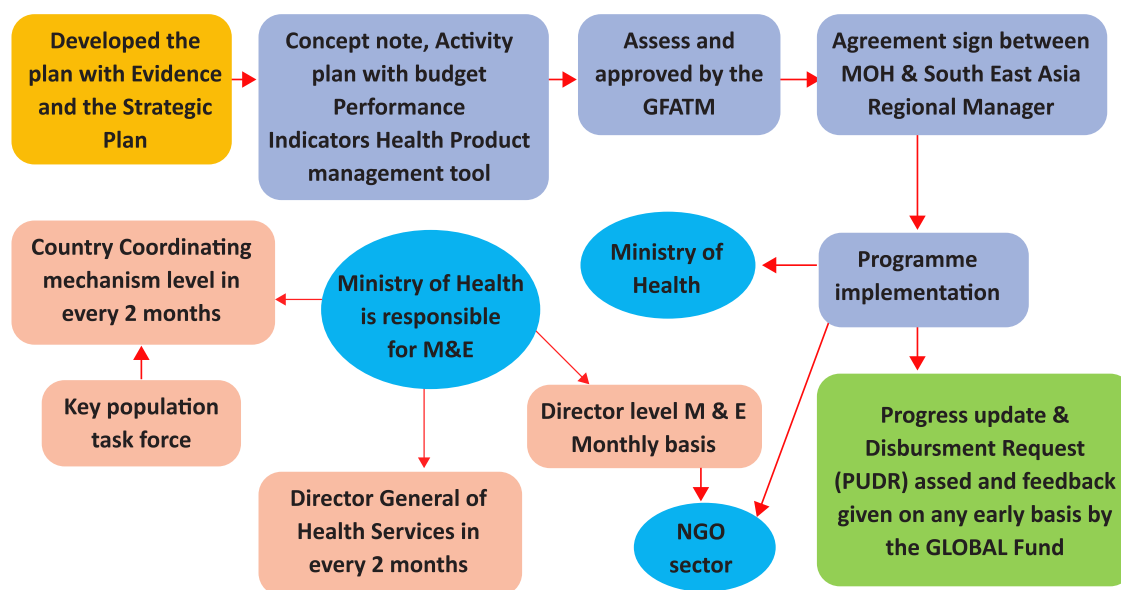 Developed the
plan with Evidence
and the Strategic
Plan
Concept note, Activity
plan with budget
Performance
Indicators Health Product
management tool
Assess and
approved by the
GFATM
Agreement sign between
MOH & South East Asia
Regional Manager
Country Coordinating
mechanism level in
every 2 months
Ministry of Health
is responsible
for M&E
Ministry of
Health
Programme
implementation
Key population
task force
Director level M & E
Monthly basis
Progress update &
Disbursment Request
(PUDR) assed and feedback
given on any early basis by
the GLOBAL Fund
Director General of
Health Services in
every 2 months
NGO
sector